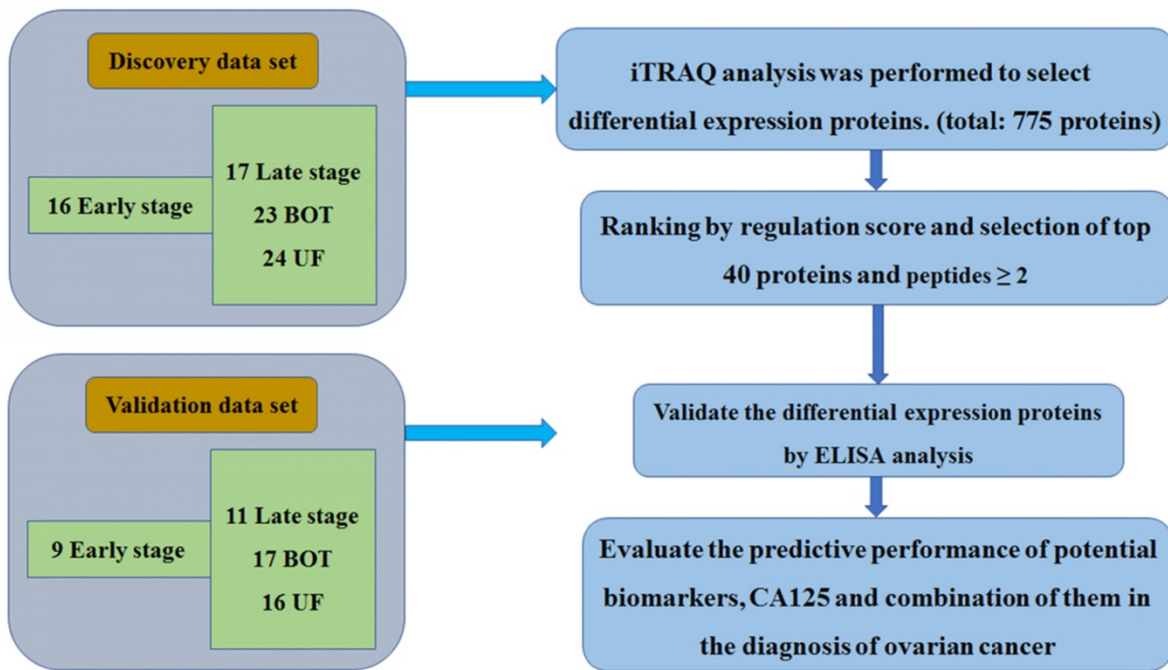 Discovery data set
16 Early stage
17 Late stage
23 BOT
24 UF
Validation data set
9 Early stage
11 Late stage
17 BOT
16 UF
iTRAQ analysis was performed to select
differential expression proteins. (total: 775 proteins)
Ranking by regulation score and selection of top
40 proteins and peptides ≥ 2
Validate the differential expression proteins
by ELISA analysis
Evaluate the predictive performance of potential
biomarkers, CA125 and combination of them in
the diagnosis of ovarian cancer